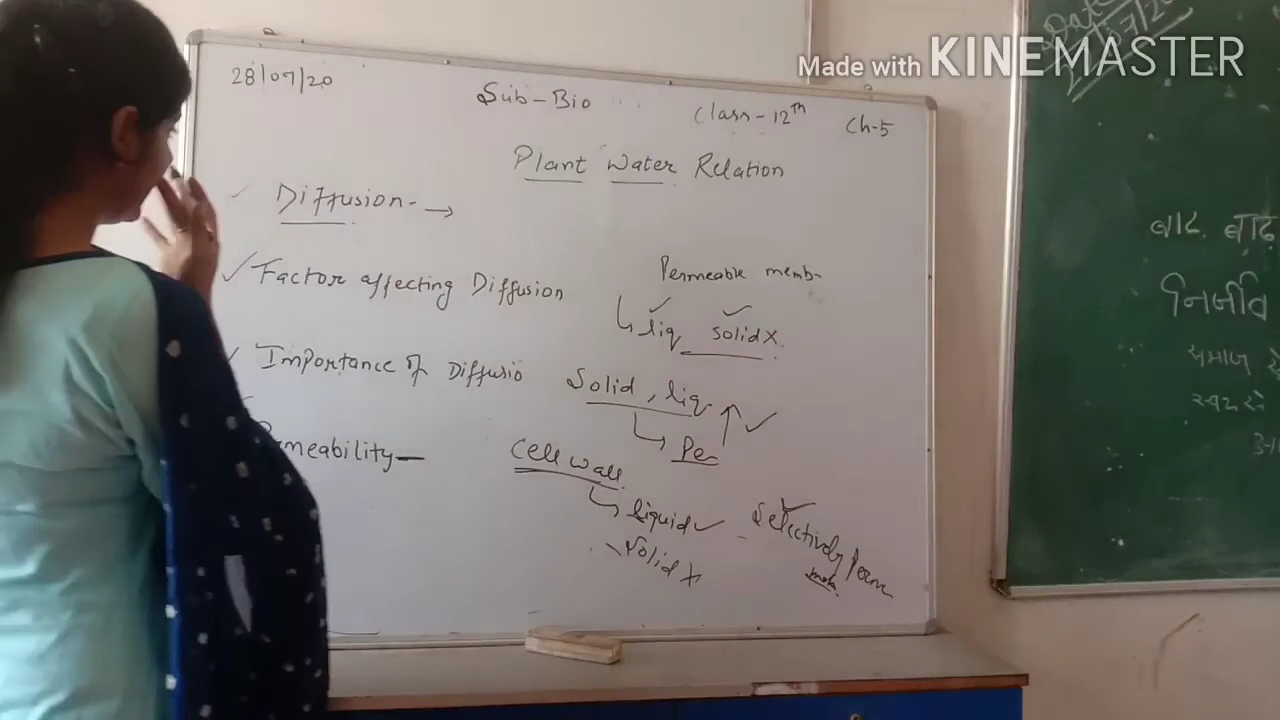 Made with KINEMASTER
28/07/20
Sub-Bio
Class-12th
Ch-5
Plant Water Relation
Diffusion- →
Factor affecting Diffusion
Importance of Diffusio
meability-
Permeable memb-
liq solid x
Solid, liq
Per
Cell wall
liquid
Solid x
Selectively Perm
Date
निर्जीव
समाज